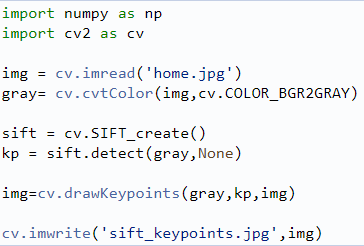 import numpy as np
import cv2 as cv
img = cv.imread('home.jpg')
gray= cv.cvtColor(img,cv.COLOR_BGR2GRAY)
sift = cv.SIFT_create()
kp = sift.detect(gray,None)
img=cv.drawKeypoints(gray,kp,img)
cv.imwrite('sift_keypoints.jpg',img)